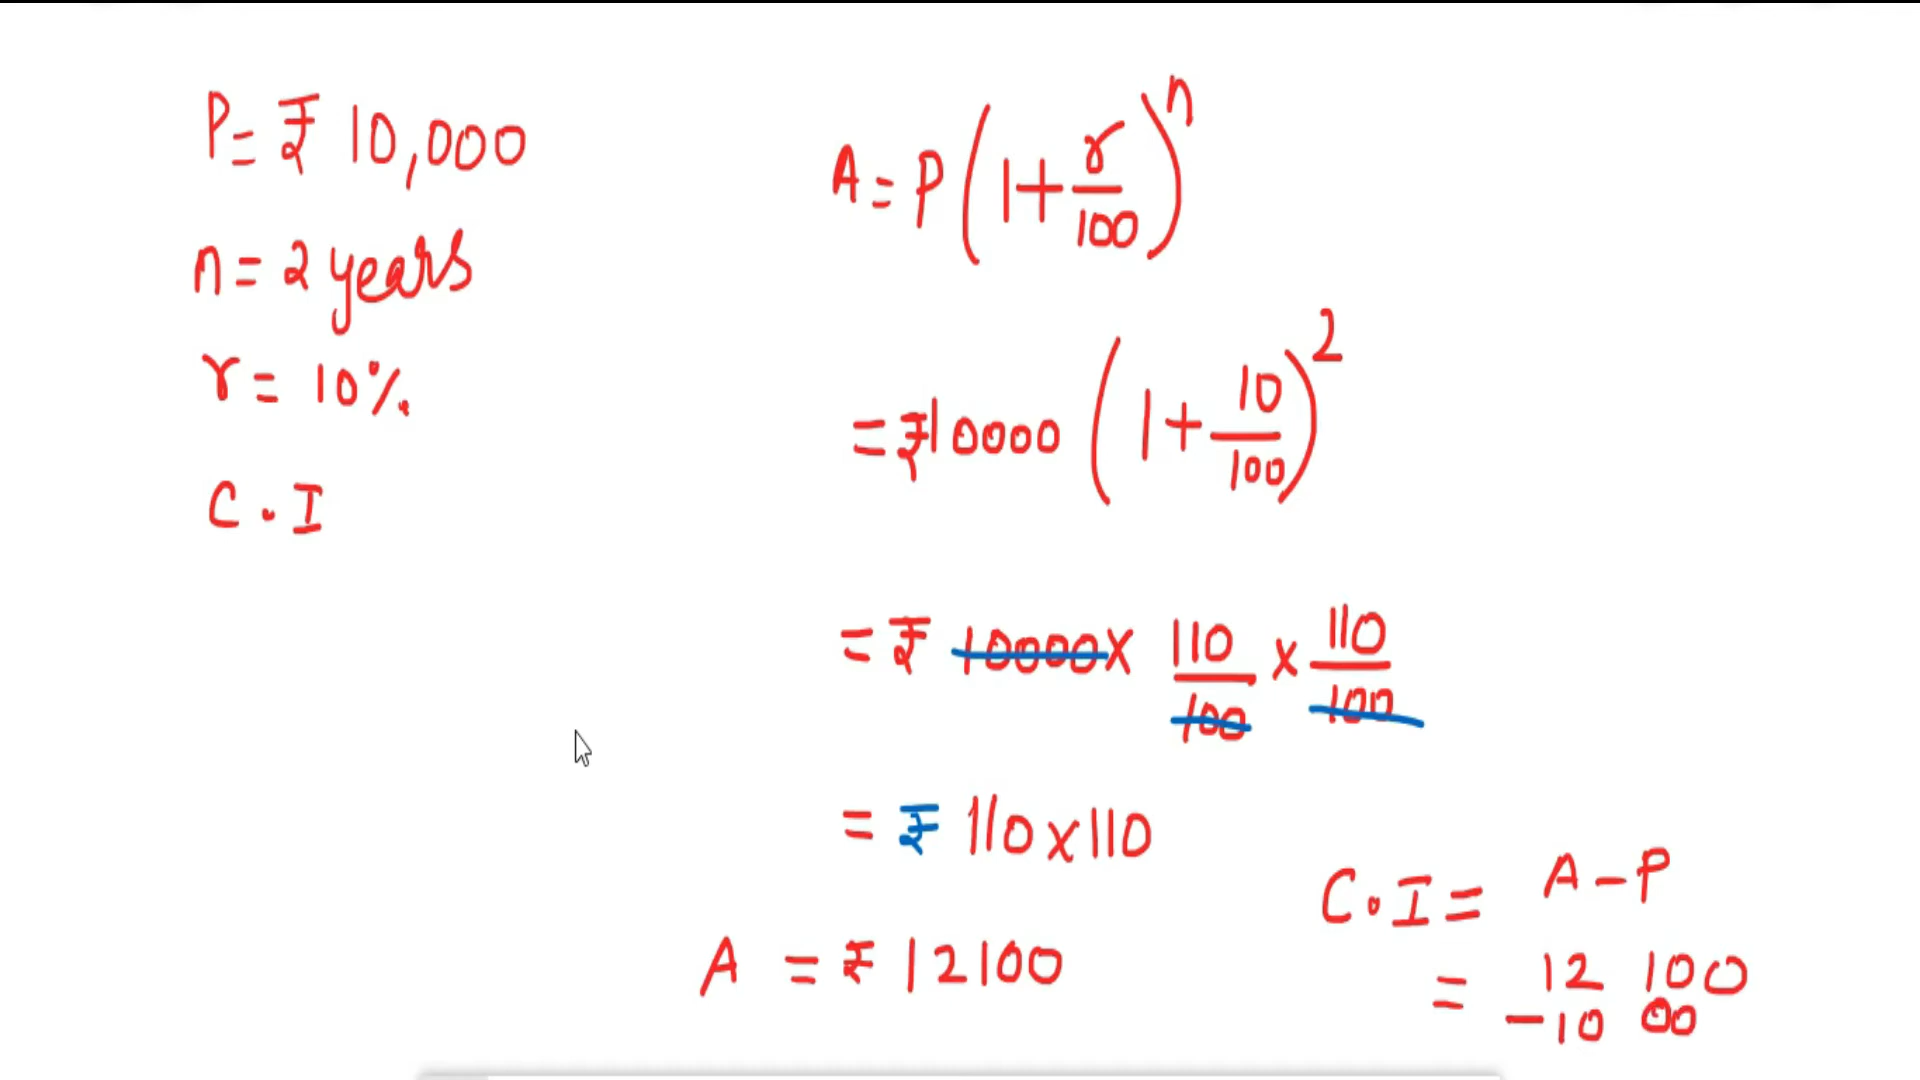 P = ₹ 10,000
n = 2 years
r = 10%.
C.I
A = P(1 + r/100)^n
= ₹10000 (1 + 10/100)^2
= ₹ 10000 x 110/100 x 110/100
= ₹ 110 x 110
A = ₹ 12100
C.I = A - P
= 12 100
- 10 00